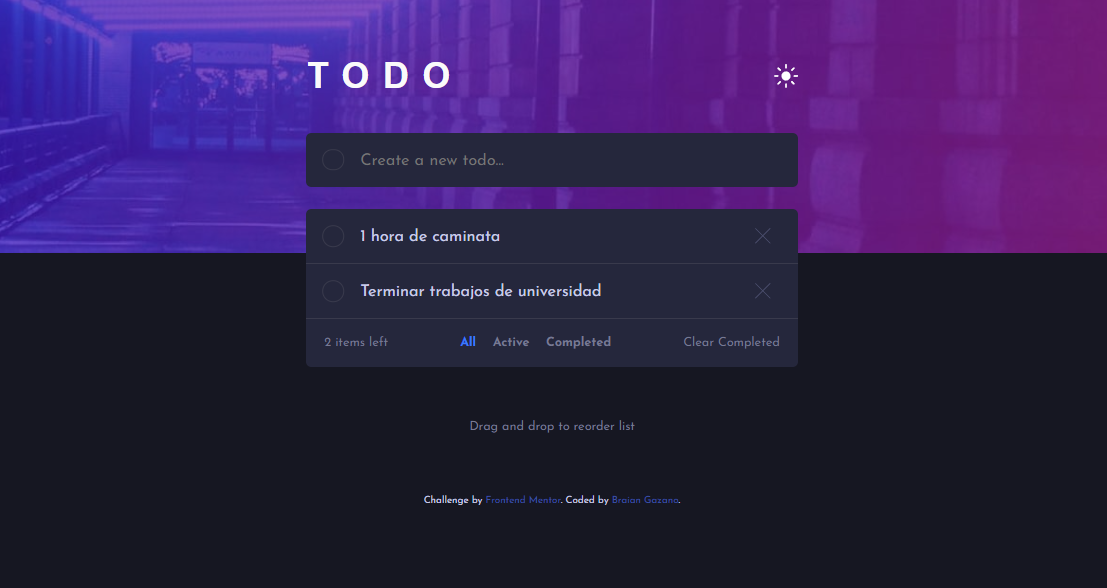 TODO
Create a new todo...
1 hora de caminata
Terminar trabajos de universidad
2 items left All Active Completed Clear Completed
Drag and drop to reorder list
Challenge by Frontend Mentor. Coded by Braian Gazano.